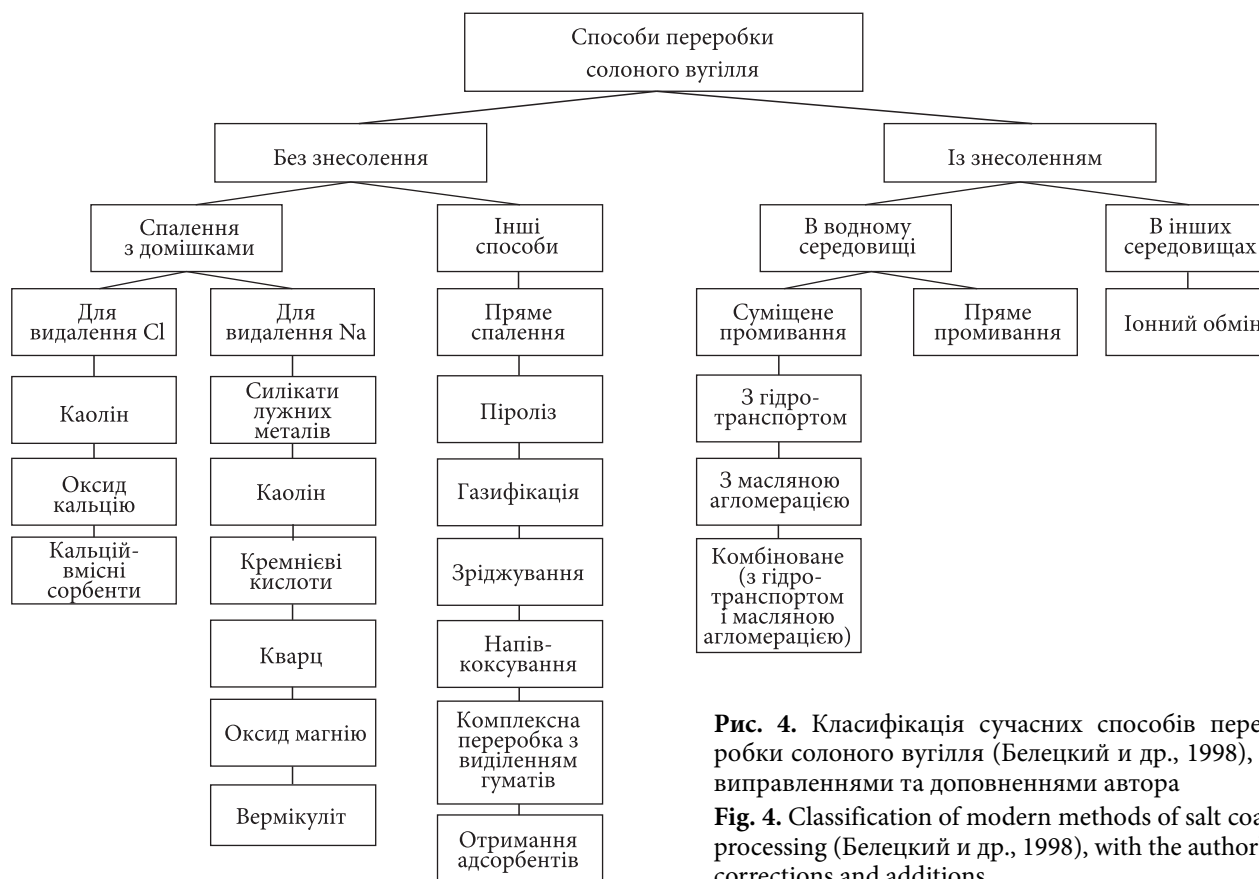 Способи переробки
солоного вугілля
Без знесолення
Із знесоленням
Спалення
з домішками
Інші
способи
В водному
середовищі
В інших
середовищах
Для
видалення Cl
Для
видалення Na
Пряме
спалення
Суміщене
промивання
Пряме
промивання
Іонний обмін
Каолін
Силікати
лужних
металів
Піроліз
З гідро-
транспортом
Оксид
кальцію
Каолін
Газифікація
З масляною
агломерацією
Кальцій-
вмісні
сорбенти
Кремнієві
кислоти
Зріджування
Комбіноване
(з гідро-
транспортом
і масляною
агломерацією)
Кварц
Напів-
коксування
Оксид магнію
Комплексна
переробка з
виділенням
гуматів
Вермікуліт
Отримання
адсорбентів
Рис. 4. Класифікація сучасних способів пере
робки солоного вугілля (Белецкий и др., 1998),
виправленнями та доповненнями автора
Fig. 4. Classification of modern methods of salt coa
processing (Белецкий и др., 1998), with the author
corrections and additions